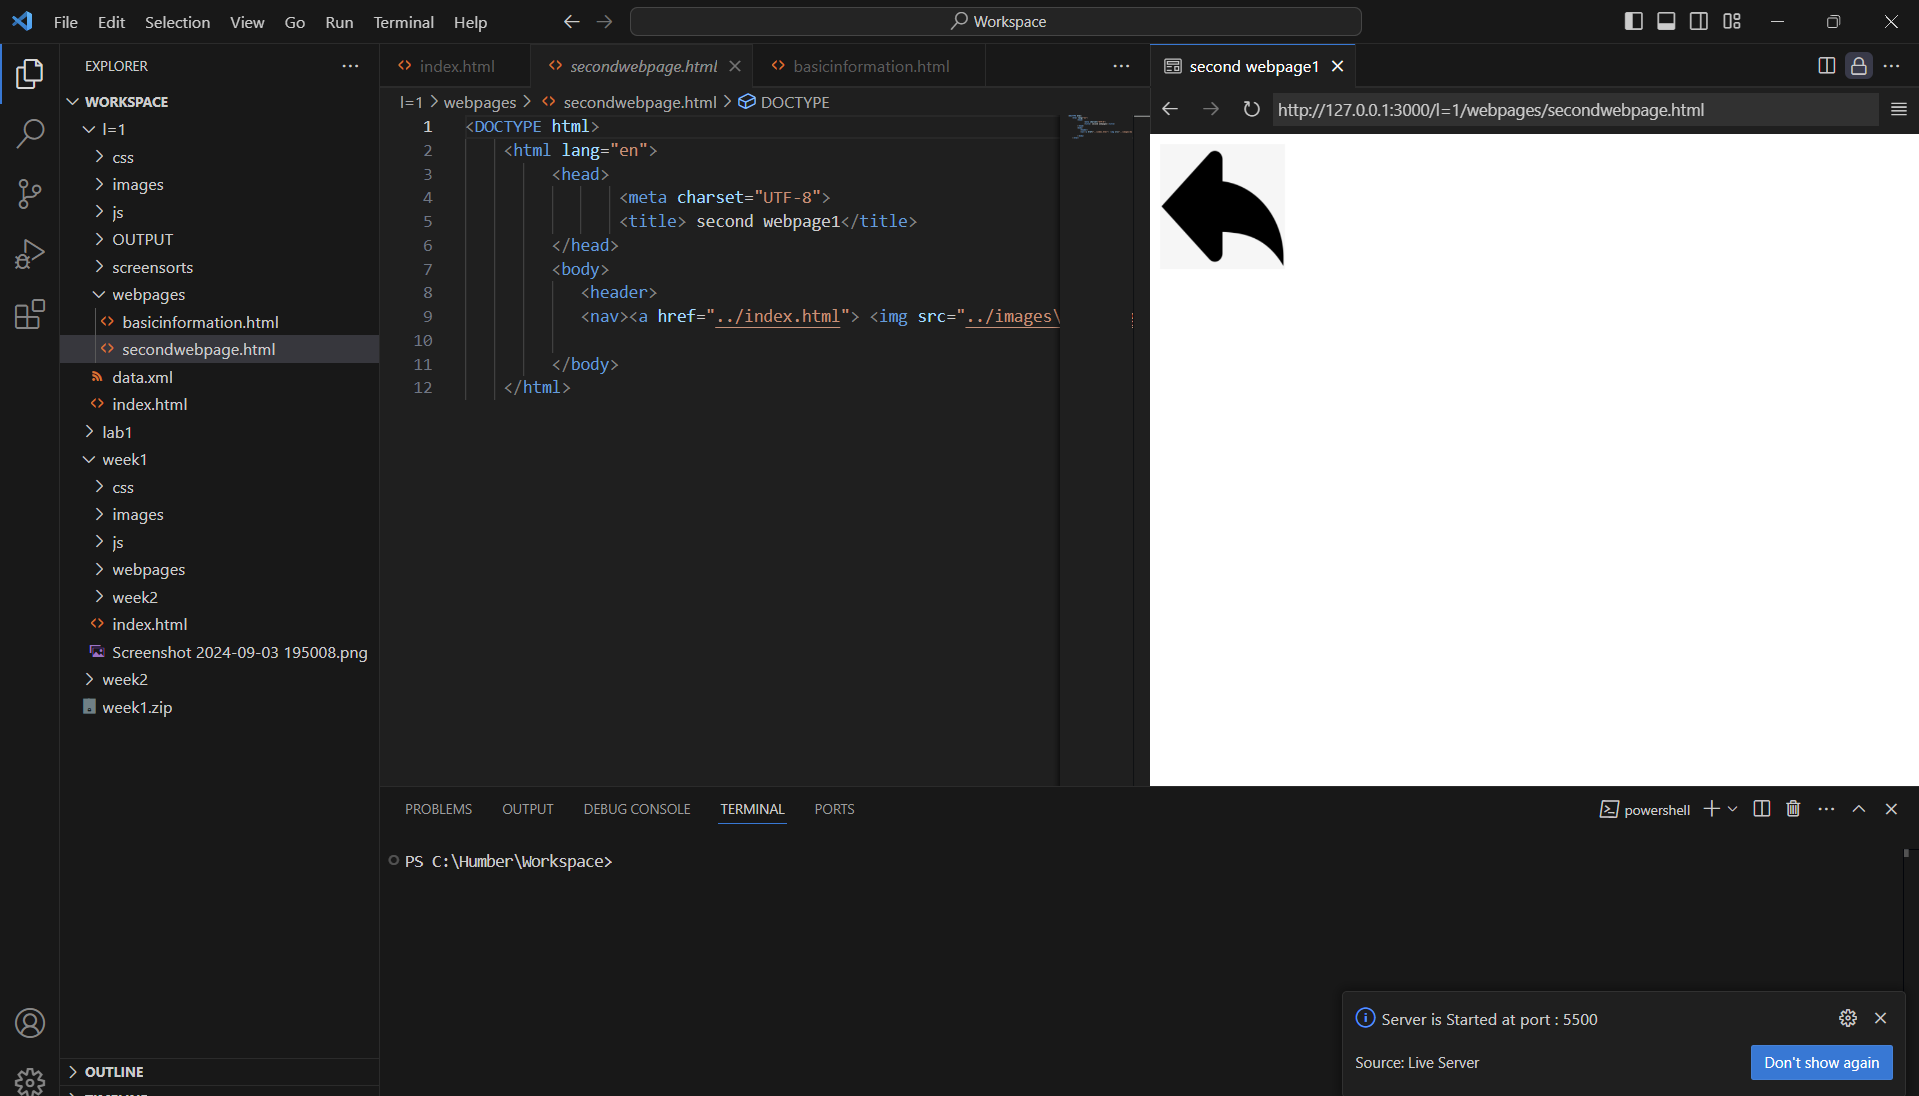 File Edit Selection View Go Run Terminal Help
Workspace
EXPLORER
WORKSPACE
l=1
css
images
js
OUTPUT
screensorts
webpages
basicinformation.html
secondwebpage.html
data.xml
index.html
lab1
week1
css
images
js
webpages
week2
index.html
Screenshot 2024-09-03 195008.png
week2
week1.zip
OUTLINE
index.html secondwebpage.html basicinformation.html
l=1 > webpages > secondwebpage.html > DOCTYPE
1 <DOCTYPE html>
2 <html lang="en">
3 <head>
4 <meta charset="UTF-8">
5 <title> second webpage1</title>
6 </head>
7 <body>
8 <header>
9 <nav><a href="../index.html"> <img src="../images\
10
11 </body>
12 </html>
second webpage1
http://127.0.0.1:3000/l=1/webpages/secondwebpage.html
PROBLEMS OUTPUT DEBUG CONSOLE TERMINAL PORTS
powershell
PS C:\Humber\Workspace>
Server is Started at port : 5500
Source: Live Server
Don't show again